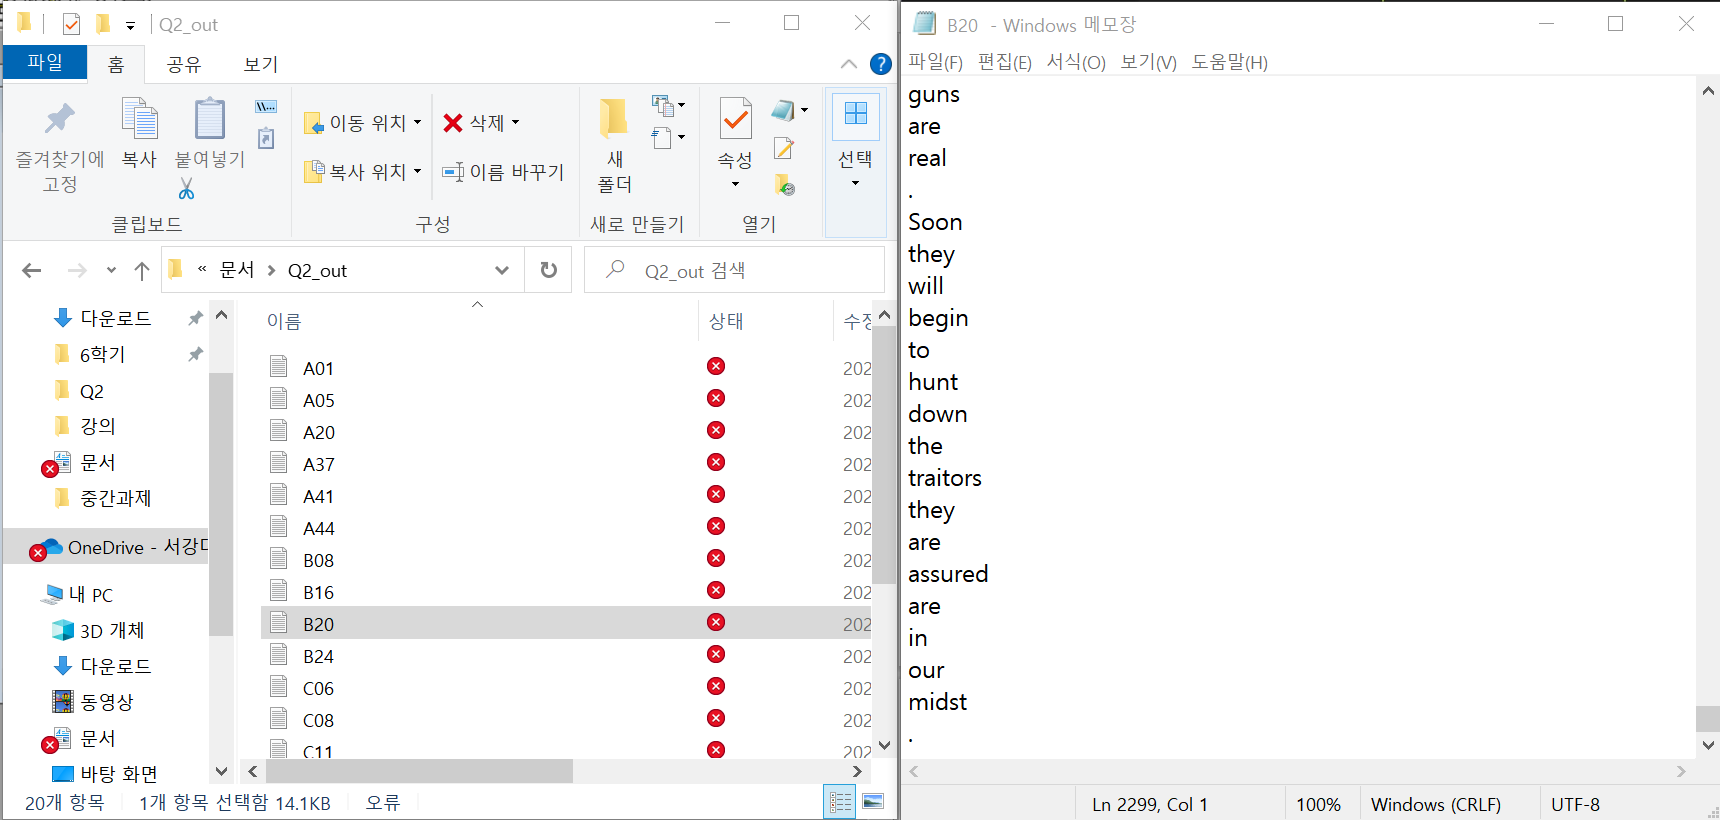 Q2_out
파일
홈
공유
보기
즐겨찾기에
고정
복사
붙여넣기
클립보드
이동 위치
복사 위치
삭제
이름 바꾸기
구성
새
폴더
새로 만들기
속성
열기
선택
« 문서 > Q2_out
Q2_out 검색
다운로드
6학기
Q2
강의
문서
중간과제
OneDrive - 서강
내 PC
3D 개체
다운로드
동영상
문서
바탕 화면
이름 상태 수정
A01 202
A05 202
A20 202
A37 202
A41 202
A44 202
B08 202
B16 202
B20 202
B24 202
C06 202
C08 202
C11 202
20개 항목 1개 항목 선택함 14.1KB 오류
B20 - Windows 메모장
파일(F) 편집(E) 서식(O) 보기(V) 도움말(H)
guns
are
real
.
Soon
they
will
begin
to
hunt
down
the
traitors
they
are
assured
are
in
our
midst
.
Ln 2299, Col 1 100% Windows (CRLF) UTF-8